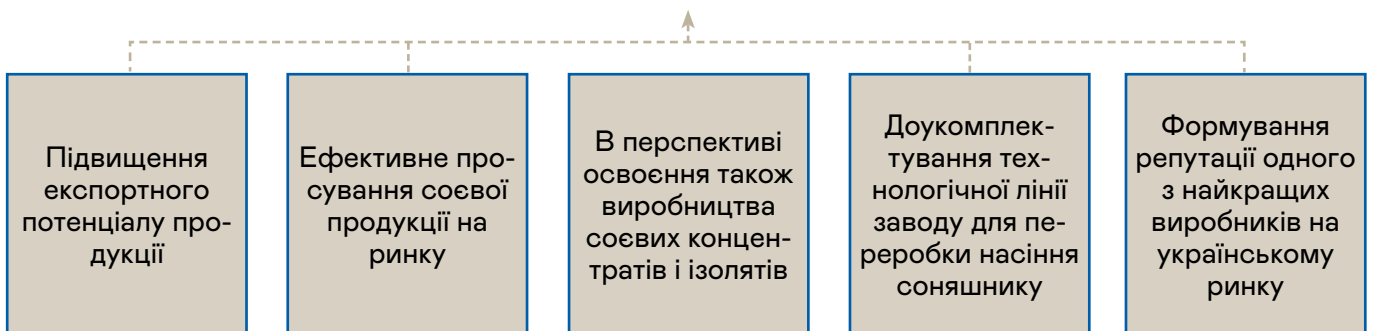 Підвищення
експортного
потенціалу про-
дукції
Ефективне про-
сування соєвої
продукції на
ринку
В перспективі
освоєння також
виробництва
соєвих концен-
тратів і ізолятів
Доукомплек-
тування тех-
нологічної лінії
заводу для пе-
реробки насіння
соняшнику
Формування
репутації одного
з найкращих
виробників на
українському
ринку